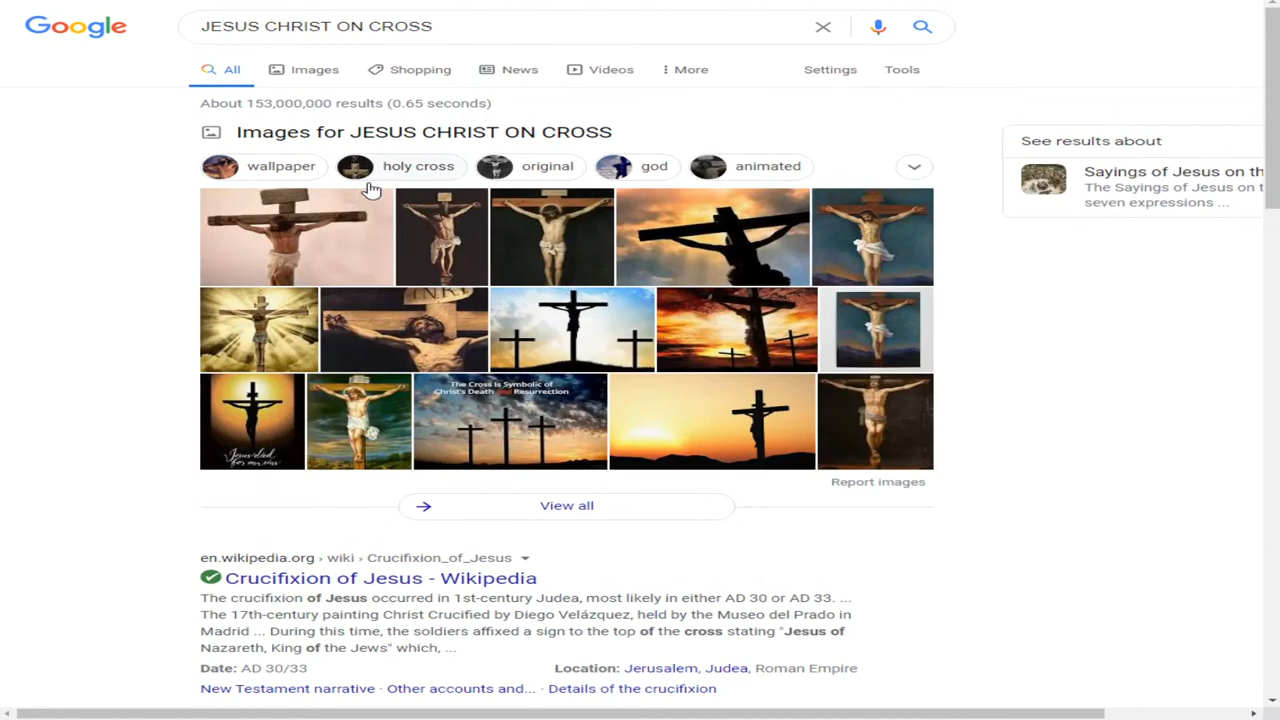 Google
JESUS CHRIST ON CROSS
All Images Shopping News Videos More Settings Tools
About 153,000,000 results (0.65 seconds)
Images for JESUS CHRIST ON CROSS
wallpaper holy cross original god animated
INRI
Jesus died
for my sin
The Cross Is Symbolic of
Christ's Death and Resurrection
Report images
View all
en.wikipedia.org › wiki › Crucifixion_of_Jesus
Crucifixion of Jesus - Wikipedia
The crucifixion of Jesus occurred in 1st-century Judea, most likely in either AD 30 or AD 33. ...
The 17th-century painting Christ Crucified by Diego Velázquez, held by the Museo del Prado in
Madrid ... During this time, the soldiers affixed a sign to the top of the cross stating "Jesus of
Nazareth, King of the Jews" which, ...
Date: AD 30/33 Location: Jerusalem, Judea, Roman Empire
New Testament narrative · Other accounts and... · Details of the crucifixion
See results about
Sayings of Jesus on th
The Sayings of Jesus on t
seven expressions ...